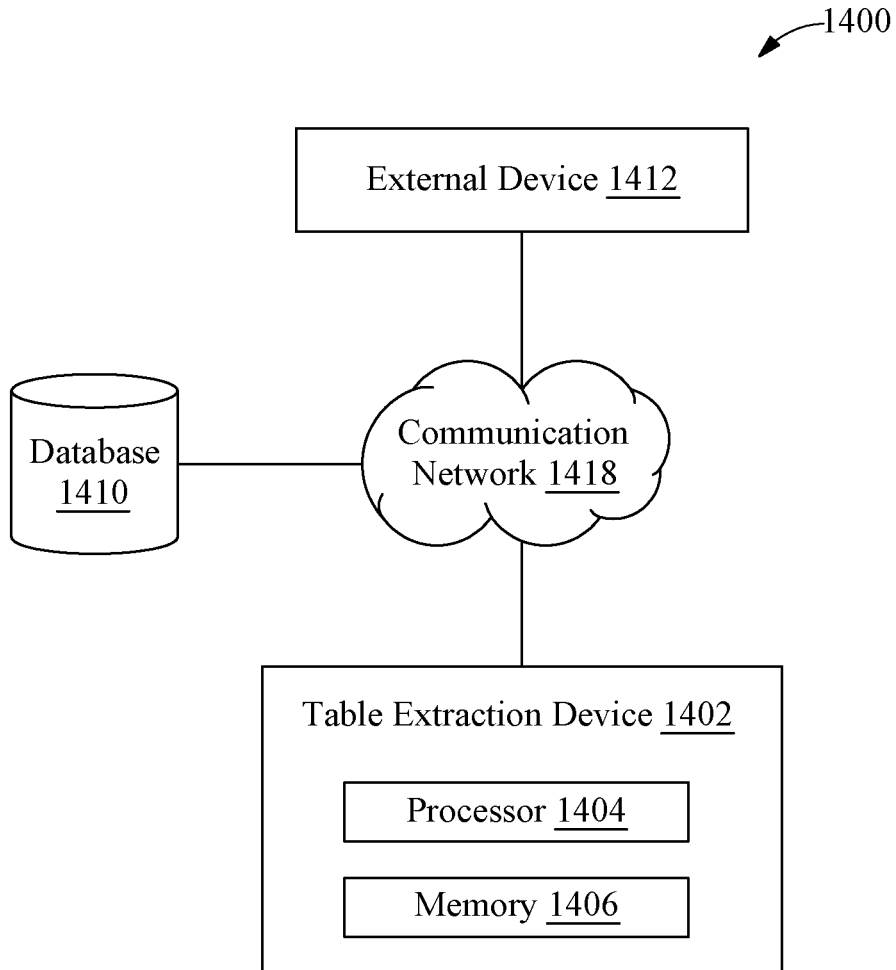 1400
External Device 1412
Communication
Network 1418
Database
1410
Table Extraction Device 1402
Processor 1404
Memory 1406